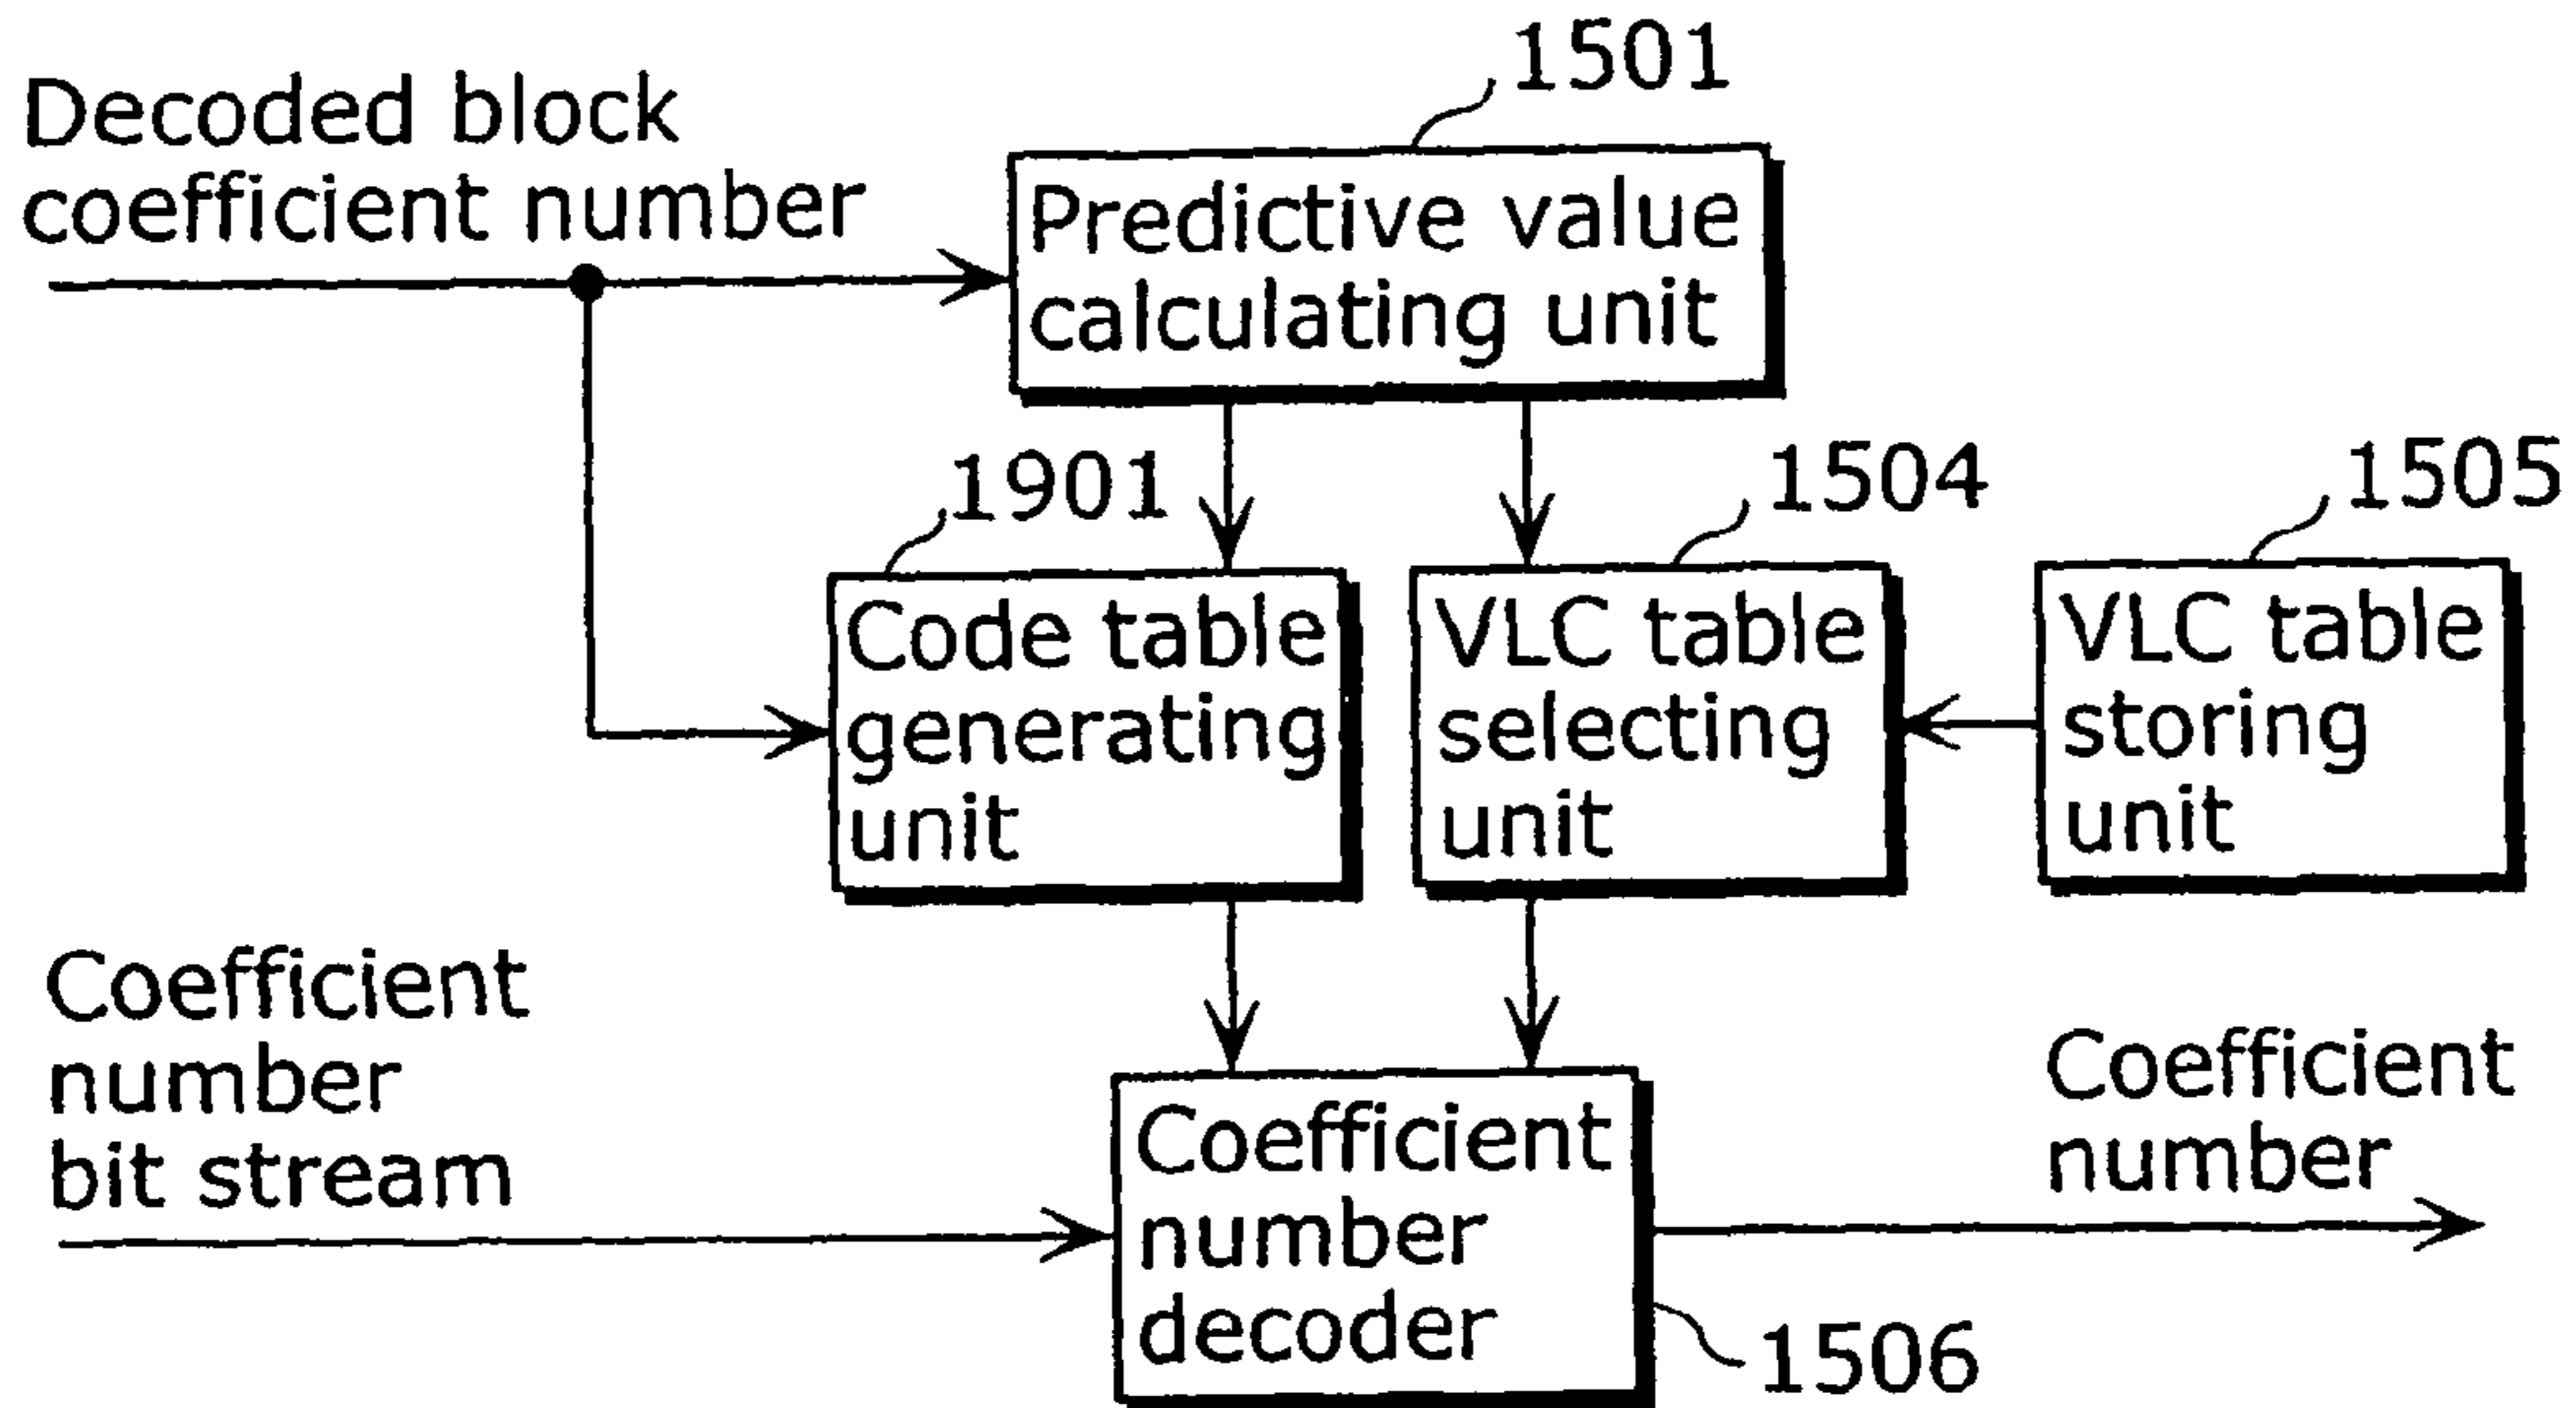 1501
Decoded block
coefficient number
Predictive value
calculating unit
1901
1504
1505
Code table
generating
unit
VLC table
selecting
unit
VLC table
storing
unit
Coefficient
number
bit stream
Coefficient
number
decoder
Coefficient
number
1506